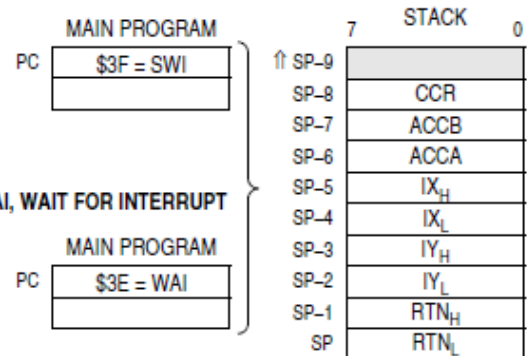 MAIN PROGRAM
PC
$3F = SWI
AI, WAIT FOR INTERRUPT
MAIN PROGRAM
PC
$3E = WAI
STACK
7 0
⇑ SP–9
SP–8 CCR
SP–7 ACCB
SP–6 ACCA
SP–5 IXH
SP–4 IXL
SP–3 IYH
SP–2 IYL
SP–1 RTNH
SP RTNL